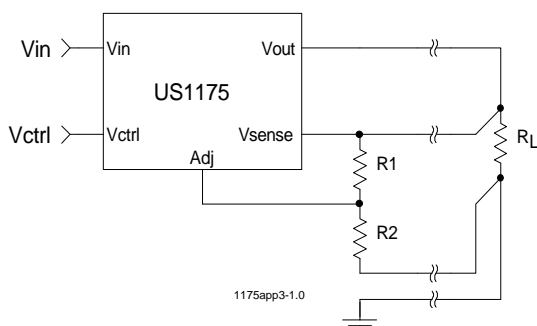 Vin
Vin
Vout
US1175
Vctrl
Vctrl
Vsense
RL
Adj
R1
R2
1175app3-1.0